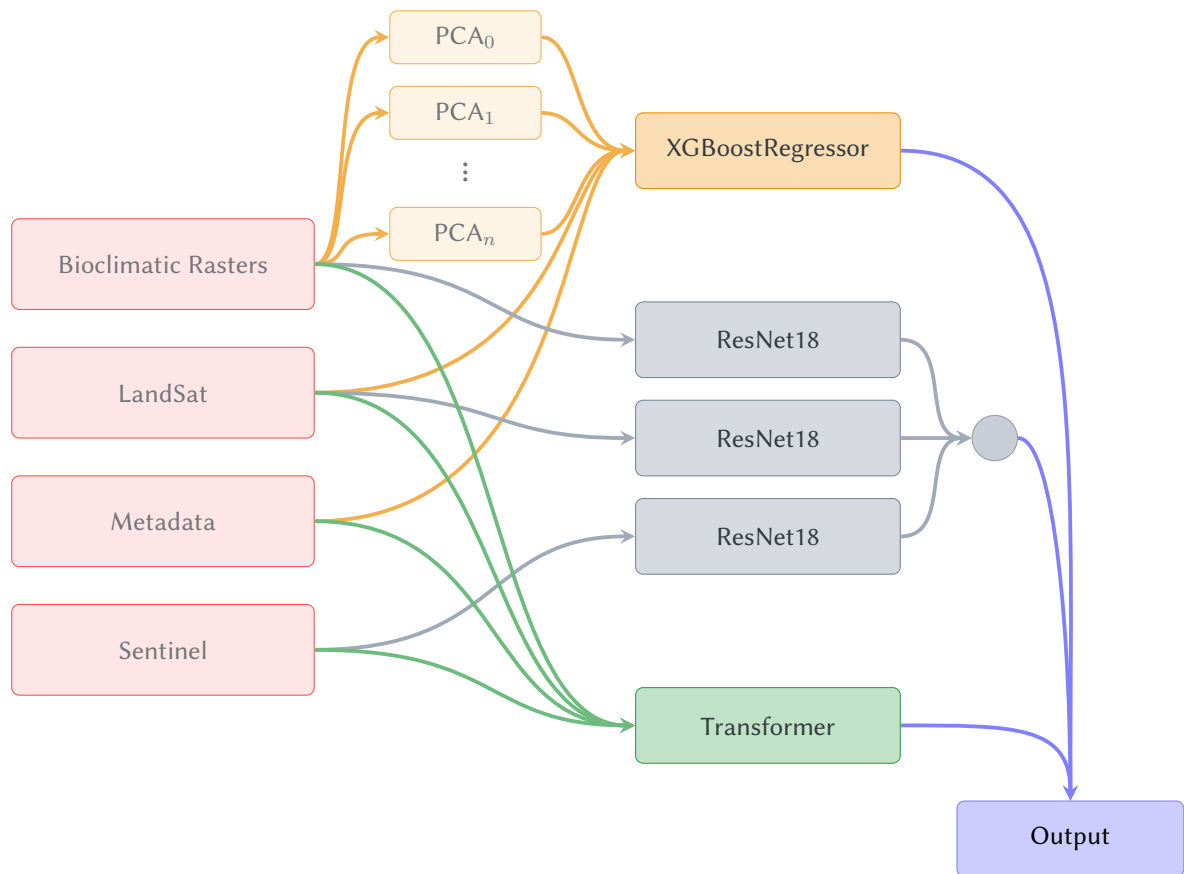 PCA₀
PCA₁
⋮
PCAₙ
XGBoostRegressor
Bioclimatic Rasters
LandSat
Metadata
Sentinel
ResNet18
ResNet18
ResNet18
Transformer
Output